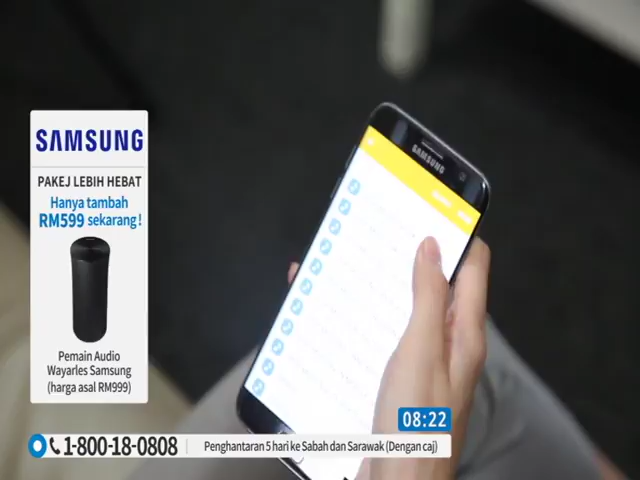 SAMSUNG
PAKEJ LEBIH HEBAT
Hanya tambah
RM599 sekarang!
Pemain Audio
Wayarles Samsung
(harga asal RM999)
SAMSUNG
08:22
1-800-18-0808
Penghantaran 5 hari ke Sabah dan Sarawak (Dengan caj)